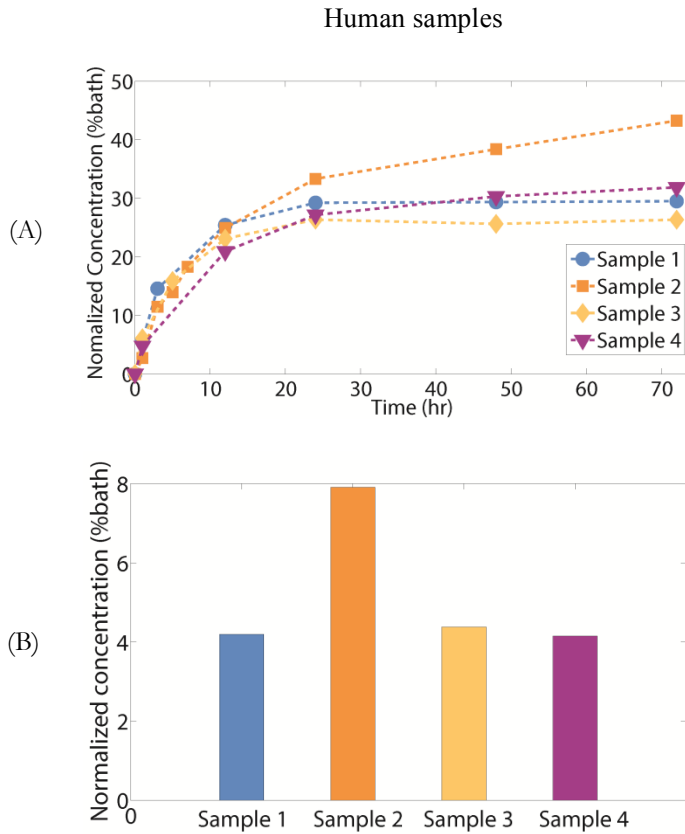 Human samples
(A)
Nomalized Concentration (%bath)
50
40
30
20
10
0
0 10 20 30 40 50 60 70
Time (hr)
Sample 1
Sample 2
Sample 3
Sample 4
(B)
Normalized concentration (%bath)
8
6
4
2
0
0 Sample 1 Sample 2 Sample 3 Sample 4